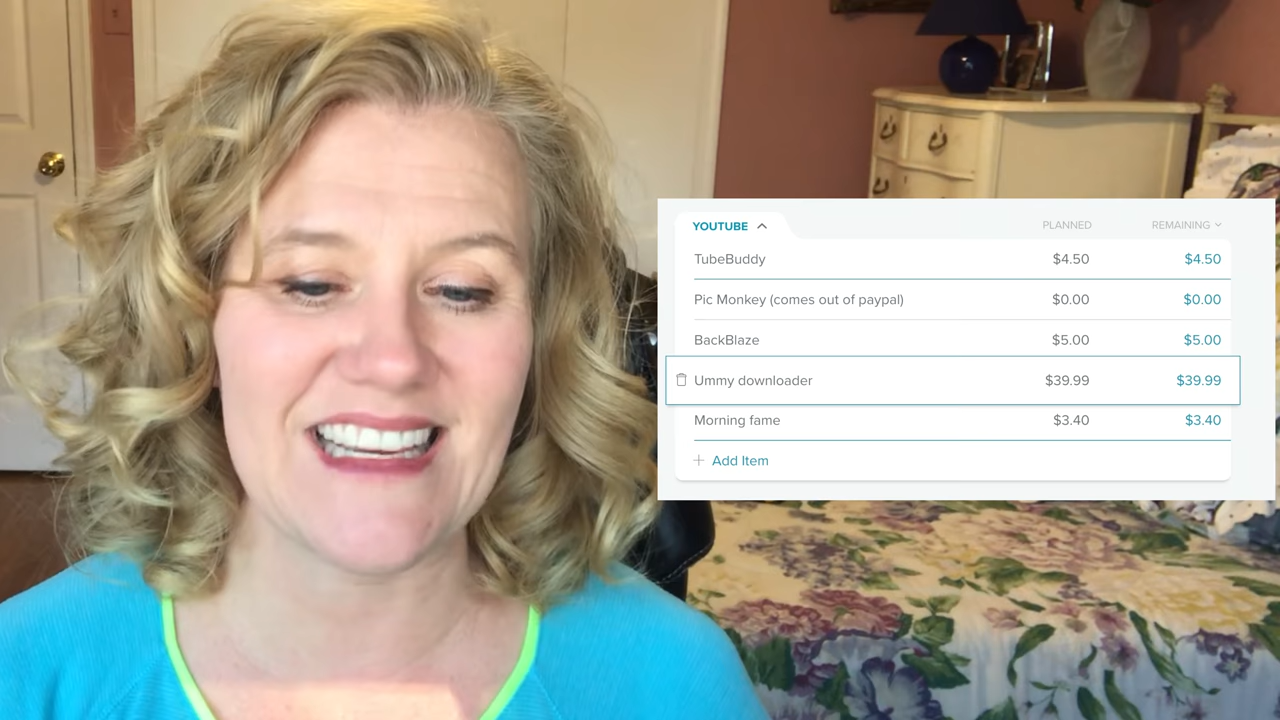 YOUTUBE PLANNED REMAINING
TubeBuddy $4.50 $4.50
Pic Monkey (comes out of paypal) $0.00 $0.00
BackBlaze $5.00 $5.00
Ummy downloader $39.99 $39.99
Morning fame $3.40 $3.40
+ Add Item